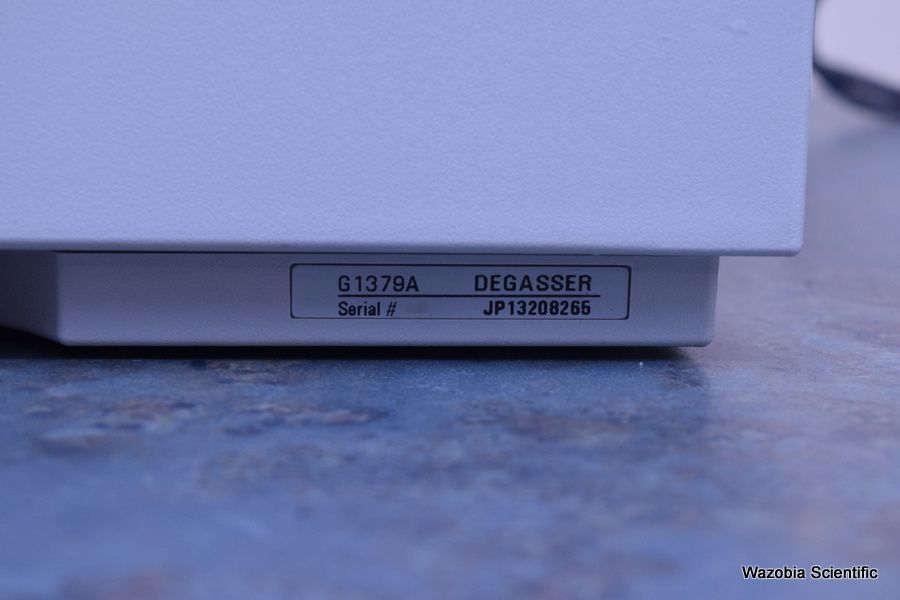 G1379A DEGASSER
Serial # JP13208265
Wazobia Scientific